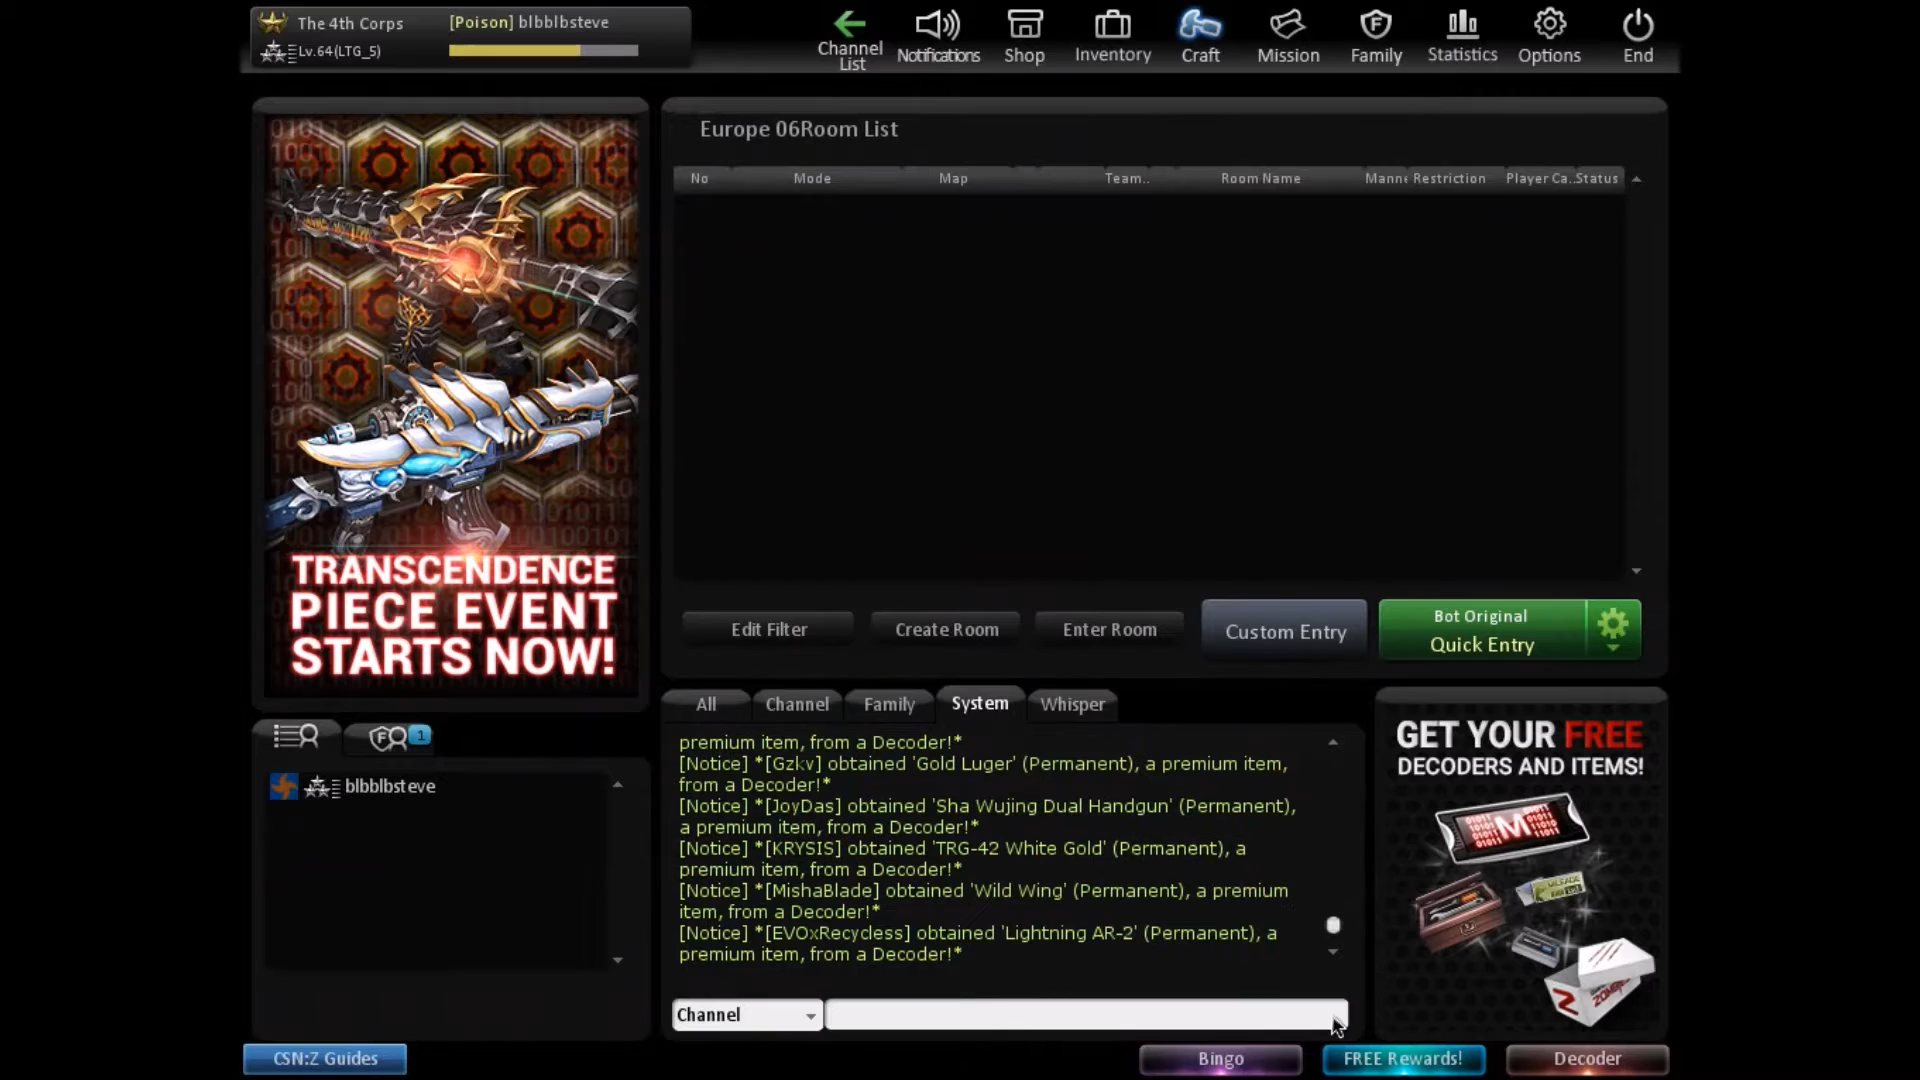 The 4th Corps
[Poison] blbblbsteve
Lv.64(LTG_5)
Channel
List
Notifications
Shop
Inventory
Craft
Mission
Family
Statistics
Options
End
TRANSCENDENCE
PIECE EVENT
STARTS NOW!
Europe 06Room List
No
Mode
Map
Team..
Room Name
Manne
Restriction
Player Ca..
Status
Edit Filter
Create Room
Enter Room
Custom Entry
Bot Original
Quick Entry
1
blbblbsteve
All
Channel
Family
System
Whisper
premium item, from a Decoder!*
[Notice] *[Gzkv] obtained 'Gold Luger' (Permanent), a premium item,
from a Decoder!*
[Notice] *[JoyDas] obtained 'Sha Wujing Dual Handgun' (Permanent),
a premium item, from a Decoder!*
[Notice] *[KRYSIS] obtained 'TRG-42 White Gold' (Permanent), a
premium item, from a Decoder!*
[Notice] *[MishaBlade] obtained 'Wild Wing' (Permanent), a premium
item, from a Decoder!*
[Notice] *[EVOxRecycless] obtained 'Lightning AR-2' (Permanent), a
premium item, from a Decoder!*
Channel
GET YOUR FREE
DECODERS AND ITEMS!
M
Z
CSN:Z Guides
Bingo
FREE Rewards!
Decoder